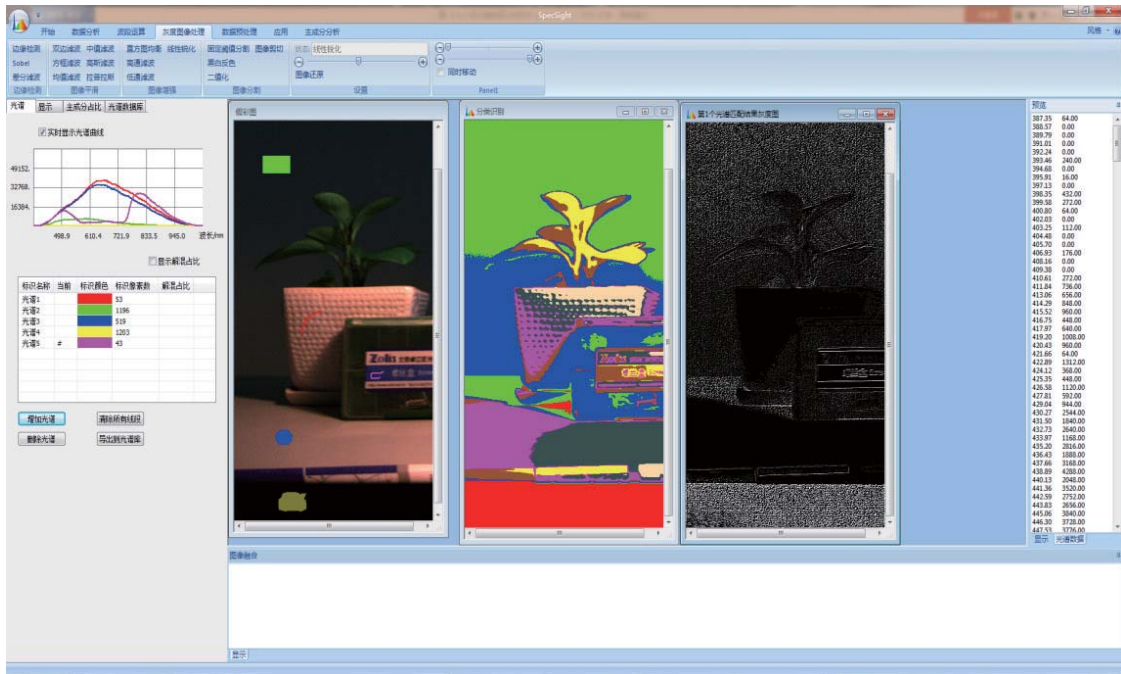 SpecSight
开始 数据分析 波段运算 灰度图像处理 数据预处理 应用 主成分分析 风格
边缘检测 双边滤波 中值滤波 直方图均衡 线性锐化 固定阈值分割 图像剪切 状态: 线性锐化
Sobel 方框滤波 高斯滤波 高通滤波 黑白反色
差分滤波 均值滤波 拉普拉斯 低通滤波 二值化 图像还原 同时移动
边缘检测 图像平滑 图像增强 图像分割 设置 Panel1
光谱 显示 主成分占比 光谱数据库
实时显示光谱曲线
49152.
32768.
16384.
498.9 610.4 721.9 833.5 945.0 波长/nm
显示解混占比
标识名称 当前 标识颜色 标识像素数 解混占比
光谱1 53
光谱2 1196
光谱3 519
光谱4 1203
光谱5 # 43
增加光谱 清除所有线段
删除光谱 导出到光谱库
假彩图
Zolix
分类识别
Zolix
第1个光谱匹配结果灰度图
预览
387.35 64.00
388.57 0.00
389.79 0.00
391.01 0.00
392.24 0.00
393.46 240.00
394.68 0.00
395.91 16.00
397.13 0.00
398.35 432.00
399.58 272.00
400.80 64.00
402.03 0.00
403.25 112.00
404.48 0.00
405.70 0.00
406.93 176.00
408.16 0.00
409.38 0.00
410.61 272.00
411.84 736.00
413.06 656.00
414.29 848.00
415.52 960.00
416.75 448.00
417.97 640.00
419.20 1008.00
420.43 960.00
421.66 64.00
422.89 1312.00
424.12 368.00
425.35 448.00
426.58 1120.00
427.81 592.00
429.04 944.00
430.27 2544.00
431.50 1840.00
432.73 2640.00
433.97 1168.00
435.20 2816.00
436.43 1888.00
437.66 3168.00
438.89 4288.00
440.13 2048.00
441.36 3520.00
442.59 2752.00
443.83 2656.00
445.06 3840.00
446.30 3728.00
447.53 3776.00
显示 光谱数据
图像融合
显示